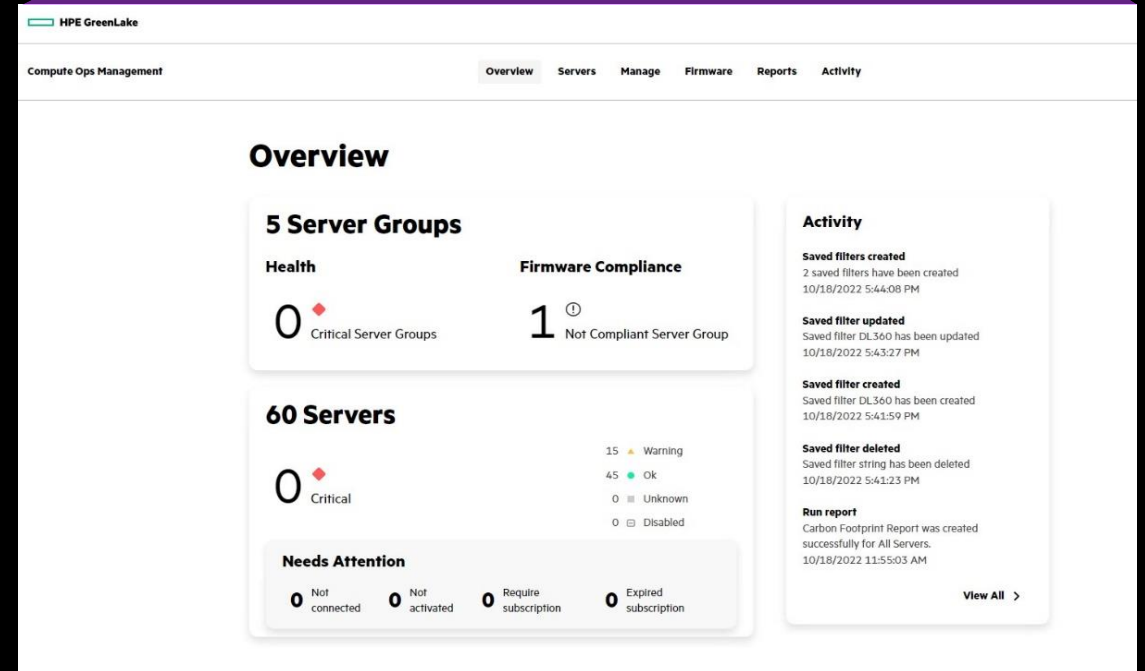 HPE GreenLake
Compute Ops Management
Overview Servers Manage Firmware Reports Activity
Overview
5 Server Groups
Health
0 Critical Server Groups
Firmware Compliance
1 Not Compliant Server Group
60 Servers
0 Critical
15 Warning
45 Ok
0 Unknown
0 Disabled
Needs Attention
0 Not connected
0 Not activated
0 Require subscription
0 Expired subscription
Activity
Saved filters created
2 saved filters have been created
10/18/2022 5:44:08 PM
Saved filter updated
Saved filter DL360 has been updated
10/18/2022 5:43:27 PM
Saved filter created
Saved filter DL360 has been created
10/18/2022 5:41:59 PM
Saved filter deleted
Saved filter string has been deleted
10/18/2022 5:41:23 PM
Run report
Carbon Footprint Report was created
successfully for All Servers.
10/18/2022 11:55:03 AM
View All